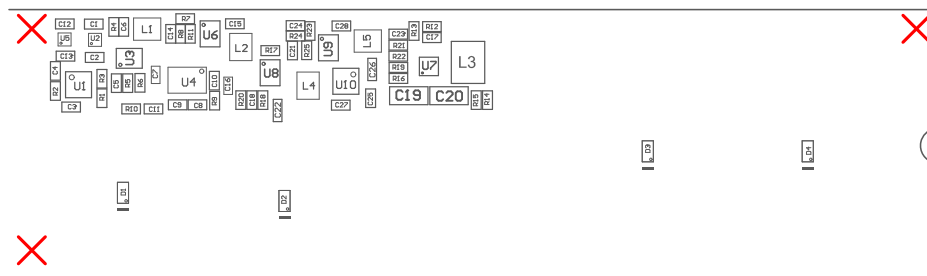 C12 C1 R4 C6 L1 R7 C15 C24 R23 C28 R13 R12
U5 U2 C14 R8 R11 U6 L2 R24 L5 C23 C17
C13 C2 U3 R17 C21 R25 U9 R21 L3
C4 C7 U8 C26 R22 U7
R19
R2 U1 R3 C5 R5 R6 U4 C10 C16 L4 U10 R16
R1 R9 R20 C18 R18 C25 C19 C20 R15 R14
C3 R10 C11 C9 C8 C22 C27
D3 D4
D1 D2